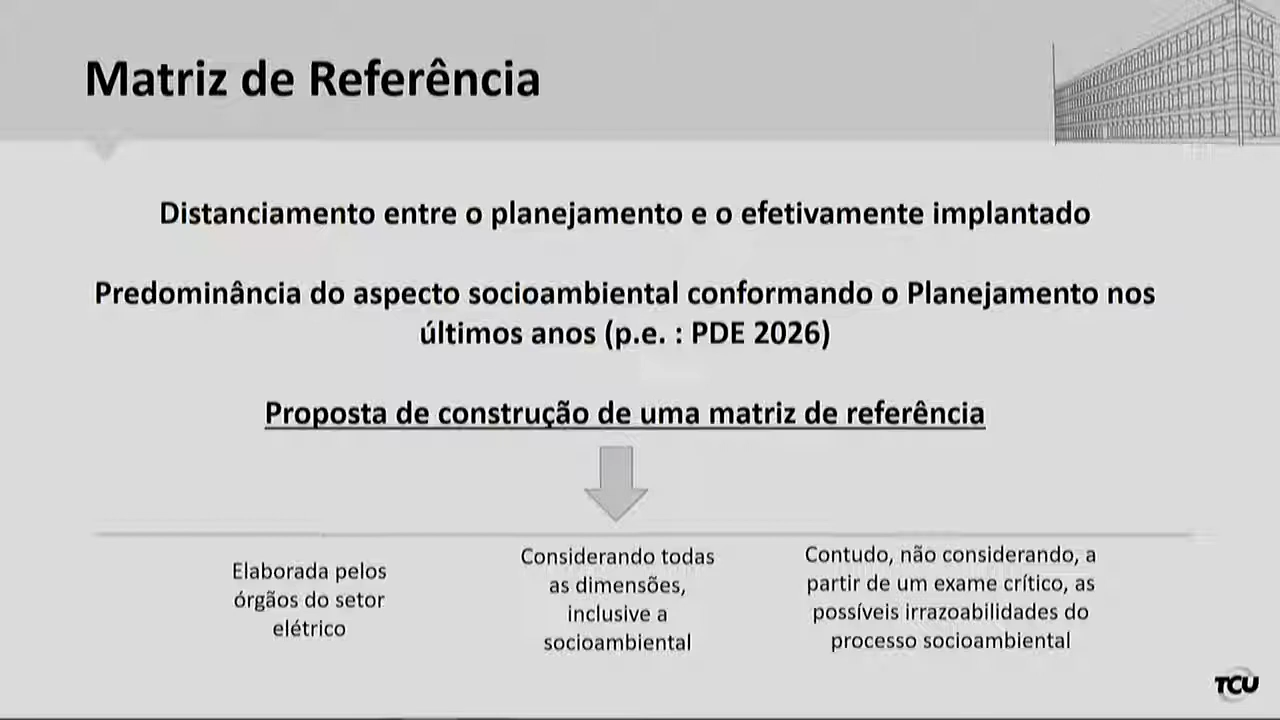 Matriz de Referência
Distanciamento entre o planejamento e o efetivamente implantado
Predominância do aspecto socioambiental conformando o Planejamento nos
últimos anos (p.e. : PDE 2026)
Proposta de construção de uma matriz de referência
Elaborada pelos
órgãos do setor
elétrico
Considerando todas
as dimensões,
inclusive a
socioambiental
Contudo, não considerando, a
partir de um exame crítico, as
possíveis irrazoabilidades do
processo socioambiental
TCU